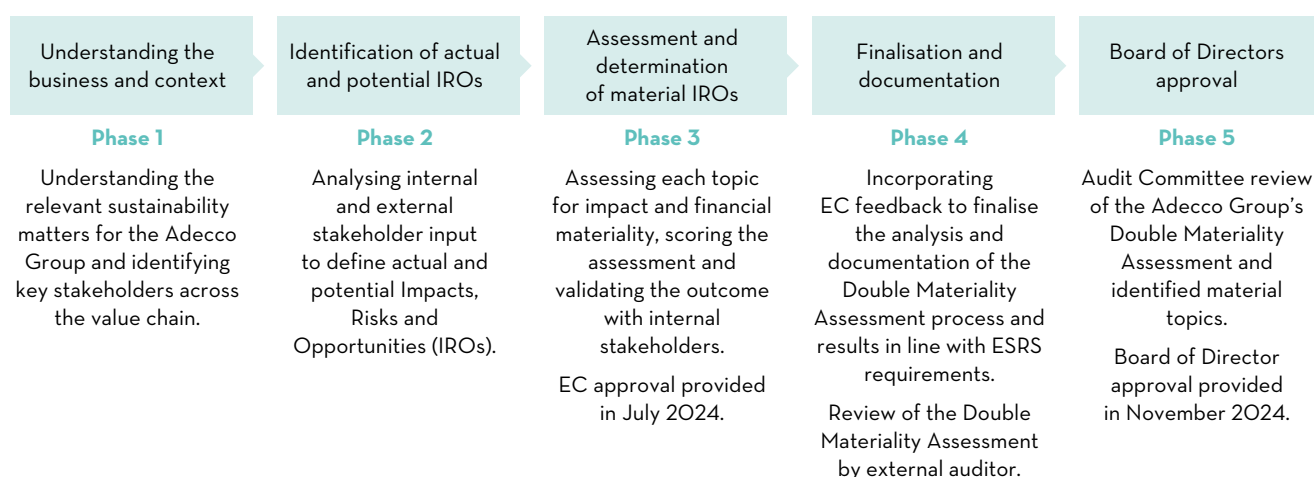 Understanding the
business and context
Phase 1
Understanding the
relevant sustainability
matters for the Adecco
Group and identifying
key stakeholders across
the value chain.
Identification of actual
and potential IROs
Phase 2
Analysing internal
and external
stakeholder input
to define actual and
potential Impacts,
Risks and
Opportunities (IROs).
Assessment and
determination
of material IROs
Phase 3
Assessing each topic
for impact and financial
materiality, scoring the
assessment and
validating the outcome
with internal
stakeholders.
EC approval provided
in July 2024.
Finalisation and
documentation
Phase 4
Incorporating
EC feedback to finalise
the analysis and
documentation of the
Double Materiality
Assessment process and
results in line with ESRS
requirements.
Review of the Double
Materiality Assessment
by external auditor.
Board of Directors
approval
Phase 5
Audit Committee review
of the Adecco Group's
Double Materiality
Assessment and
identified material
topics.
Board of Director
approval provided
in November 2024.